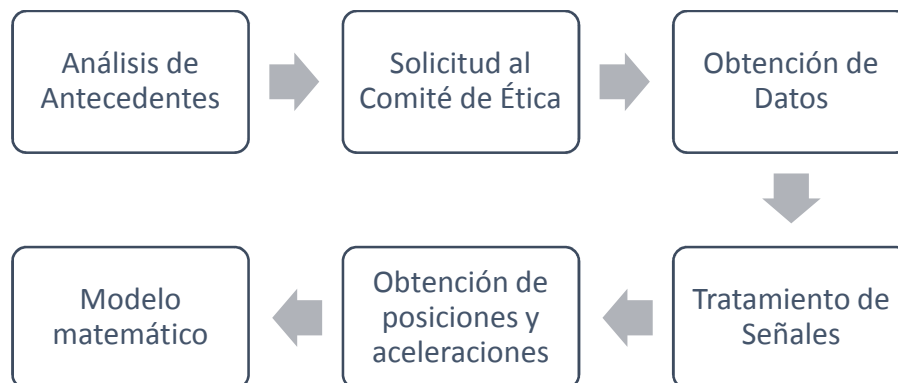 Análisis de
Antecedentes
Solicitud al
Comité de Ética
Obtención de
Datos
Tratamiento de
Señales
Obtención de
posiciones y
aceleraciones
Modelo
matemático